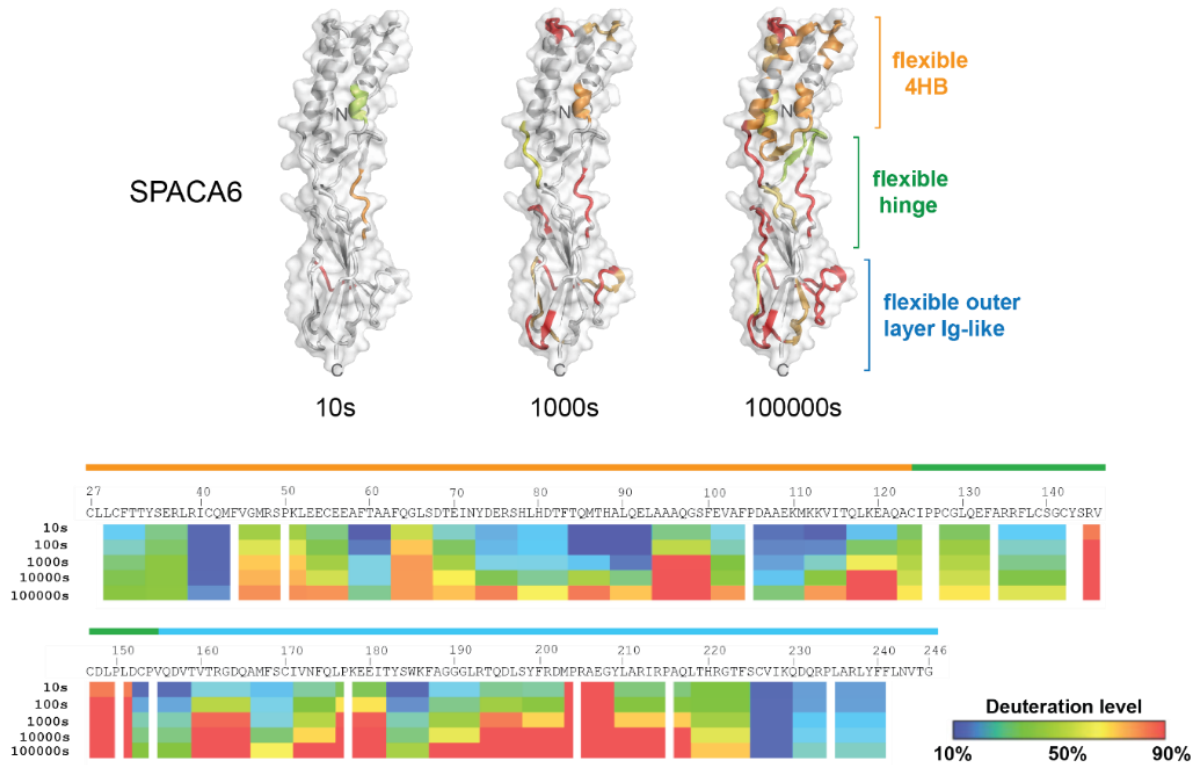 flexible
4HB
N
N
N
SPACA6
flexible
hinge
flexible outer
layer Ig-like
C
C
C
10s
1000s
100000s
27 40 50 60 70 80 90 100 110 120 130 140
CLLCFTTYSERLRICQMFVGMRSPKLEECEEAFTAAFQGLSDTEINYDERSHLHDTFTQMTHALQELAAAQGSFEVAFPDAAEKMKKVITQLKEAQACIPPCGLQEFARRFLCSGCYSRV
10s
100s
1000s
10000s
100000s
150 160 170 180 190 200 210 220 230 240 246
CDLPLDCPVQDVTVTRGDQAMFSCIVNFQLPKEEITYSWKFAGGGLRTQDLSYFRDMPRAEGYLARIRPAQLTHRGTFSCVIKQDQRPLARLYFFLNVTG
10s
100s
1000s
10000s
100000s
Deuteration level
10% 50% 90%